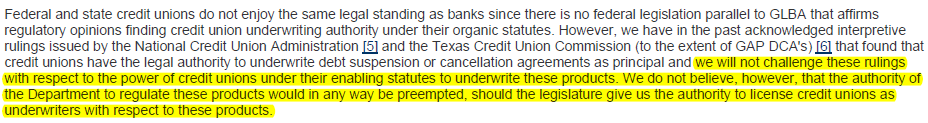 Federal and state credit unions do not enjoy the same legal standing as banks since there is no federal legislation parallel to GLBA that affirms
regulatory opinions finding credit union underwriting authority under their organic statutes. However, we have in the past acknowledged interpretive
rulings issued by the National Credit Union Administration [5] and the Texas Credit Union Commission (to the extent of GAP DCA's) [6] that found that
credit unions have the legal authority to underwrite debt suspension or cancellation agreements as principal and we will not challenge these rulings
with respect to the power of credit unions under their enabling statutes to underwrite these products. We do not believe, however, that the authority of
the Department to regulate these products would in any way be preempted, should the legislature give us the authority to license credit unions as
underwriters with respect to these products.